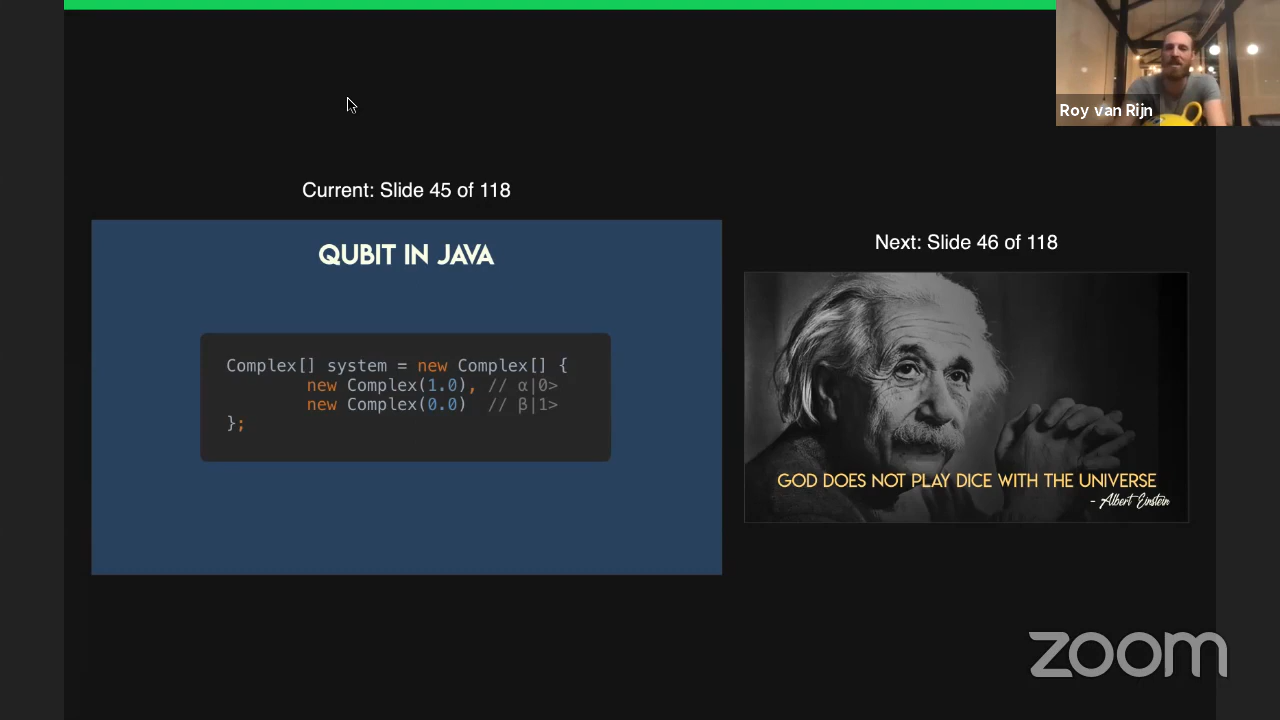 Roy van Rijn
Current: Slide 45 of 118
QUBIT IN JAVA
Complex[] system = new Complex[] {
new Complex(1.0), // α|0>
new Complex(0.0) // β|1>
};
Next: Slide 46 of 118
GOD DOES NOT PLAY DICE WITH THE UNIVERSE
- Albert Einstein
zoom